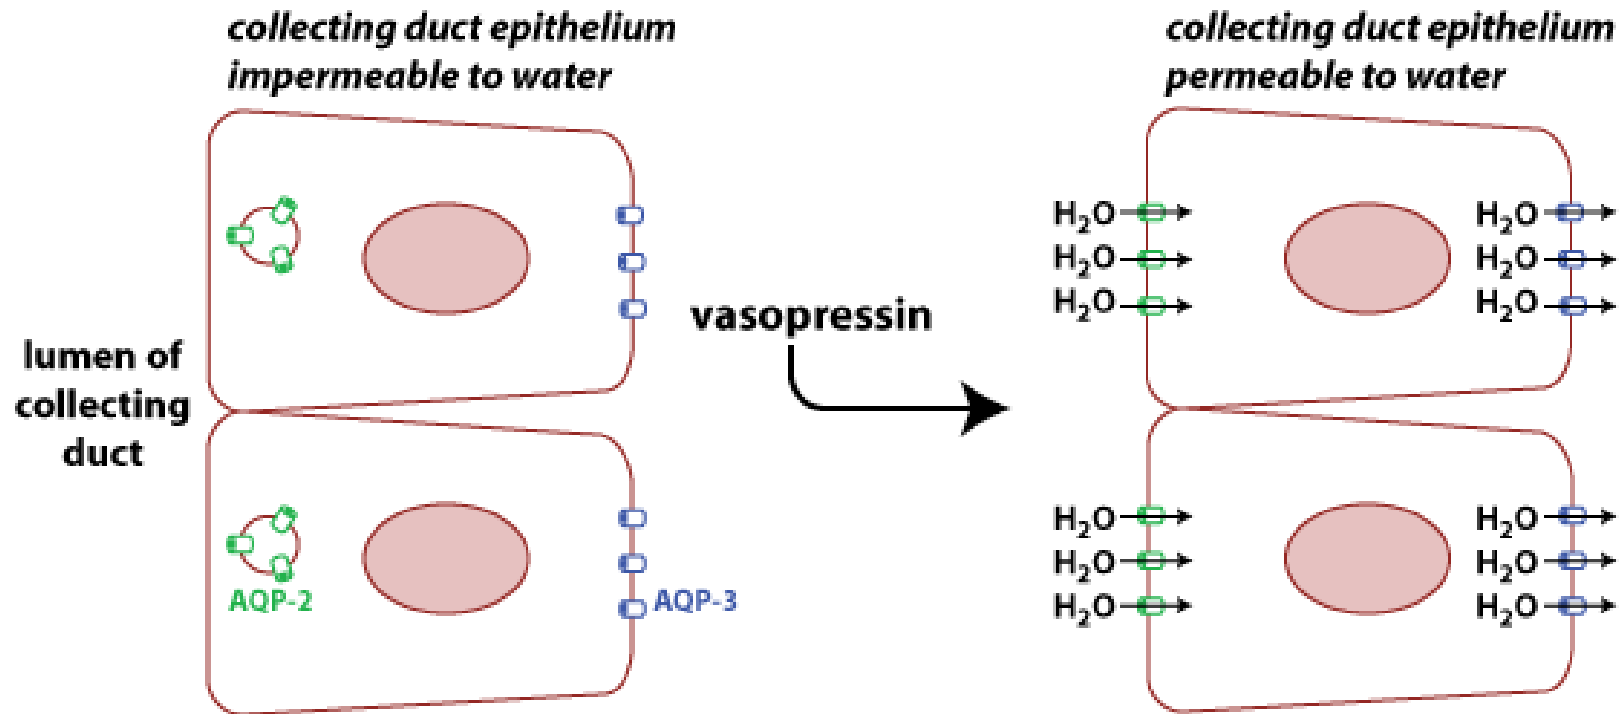 collecting duct epithelium
impermeable to water
collecting duct epithelium
permeable to water
H₂O
H₂O
H₂O
H₂O
H₂O
H₂O
vasopressin
lumen of
collecting
duct
H₂O
H₂O
H₂O
H₂O
H₂O
H₂O
AQP-2
AQP-3